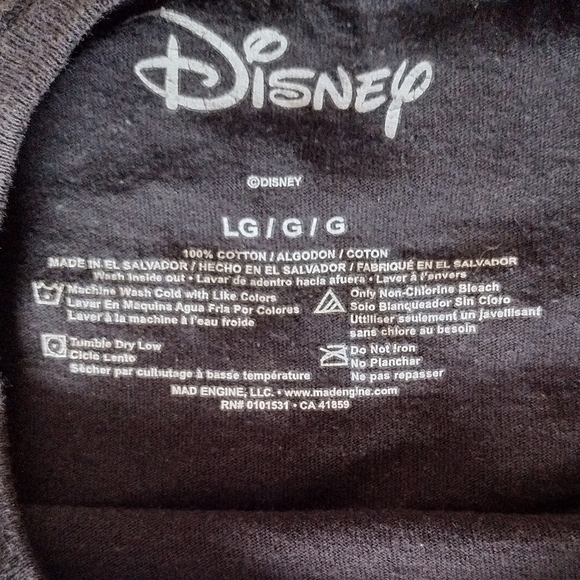 Disney
©DISNEY
LG / G / G
100% COTTON / ALGODON / COTON
MADE IN EL SALVADOR / HECHO EN EL SALVADOR / FABRIQUÉ EN EL SALVADOR
Wash Inside out • Lavar de adentro hacia afuera • Laver à l'envers
Machine Wash Cold with Like Colors
Lavar En Maquina Agua Fria Por Colores
Laver à la machine à l'eau froide
Only Non-Chlorine Bleach
Solo Blanqueador Sin Cloro
Utiliser seulement un javellisant
sans chlore au besoin
Tumble Dry Low
Ciclo Lento
Sécher par culbutage à basse température
Do Not Iron
No Planchar
Ne pas repasser
MAD ENGINE, LLC. • www.madengine.com
RN# 0101531 • CA 41859